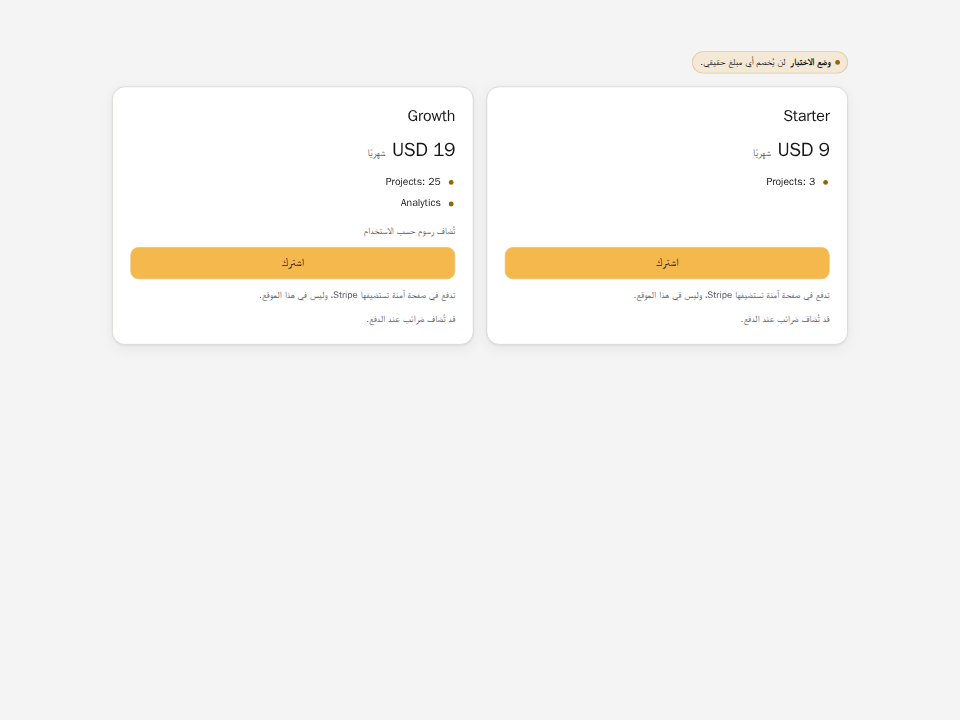 وضع الاختبار لن يُخصم أي مبلغ حقيقي.
Starter
USD 9 شهريًا
Projects: 3
اشترك
تدفع في صفحة آمنة تستضيفها Stripe، وليس في هذا الموقع.
قد تُضاف ضرائب عند الدفع.
Growth
USD 19 شهريًا
Projects: 25
Analytics
تُضاف رسوم حسب الاستخدام
اشترك
تدفع في صفحة آمنة تستضيفها Stripe، وليس في هذا الموقع.
قد تُضاف ضرائب عند الدفع.